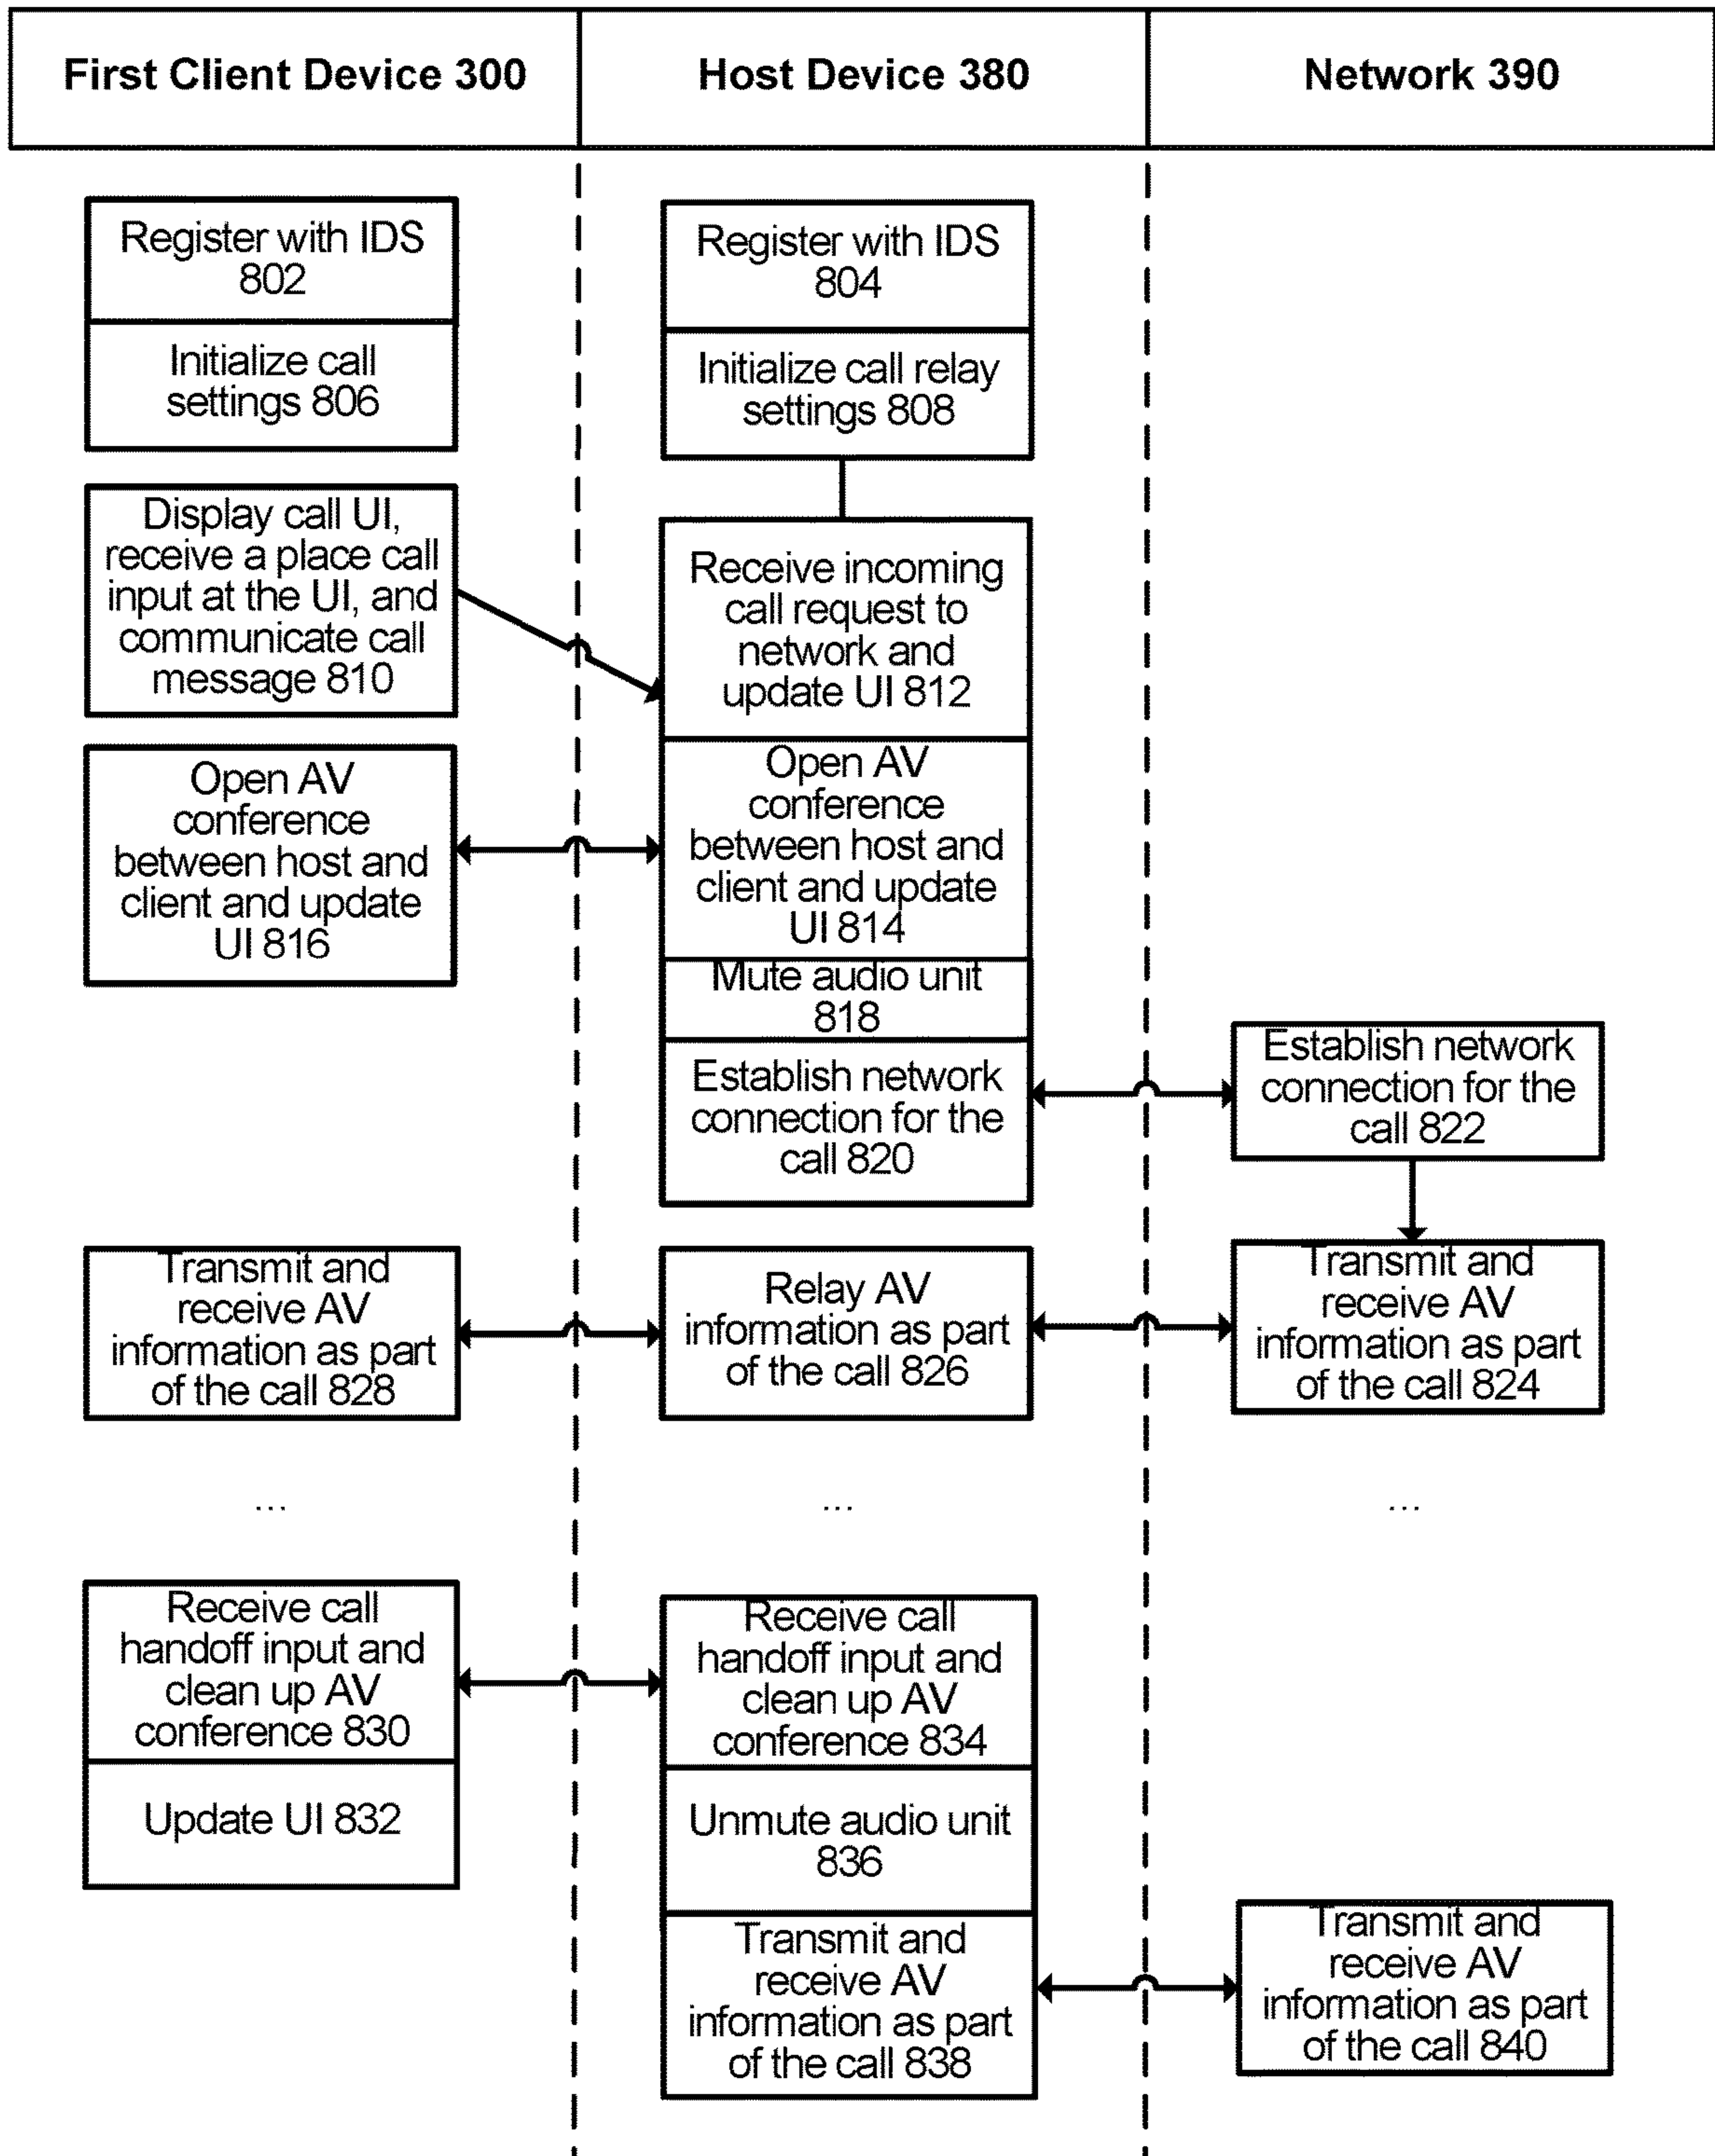 First Client Device 300
Host Device 380
Network 390
Register with IDS
802
Initialize call
settings 806
Register with IDS
804
Initialize call relay
settings 808
Display call UI,
receive a place call
input at the UI, and
communicate call
message 810
Receive incoming
call request to
network and
update UI 812
Open AV
conference
between host and
client and update
UI 816
Open AV
conference
between host and
client and update
UI 814
Mute audio unit
818
Establish network
connection for the
call 820
Establish network
connection for the
call 822
Transmit and
receive AV
information as part
of the call 828
Relay AV
information as part
of the call 826
Transmit and
receive AV
information as part
of the call 824
...
...
...
Receive call
handoff input and
clean up AV
conference 830
Update UI 832
Receive call
handoff input and
clean up AV
conference 834
Unmute audio unit
836
Transmit and
receive AV
information as part
of the call 838
Transmit and
receive AV
information as part
of the call 840